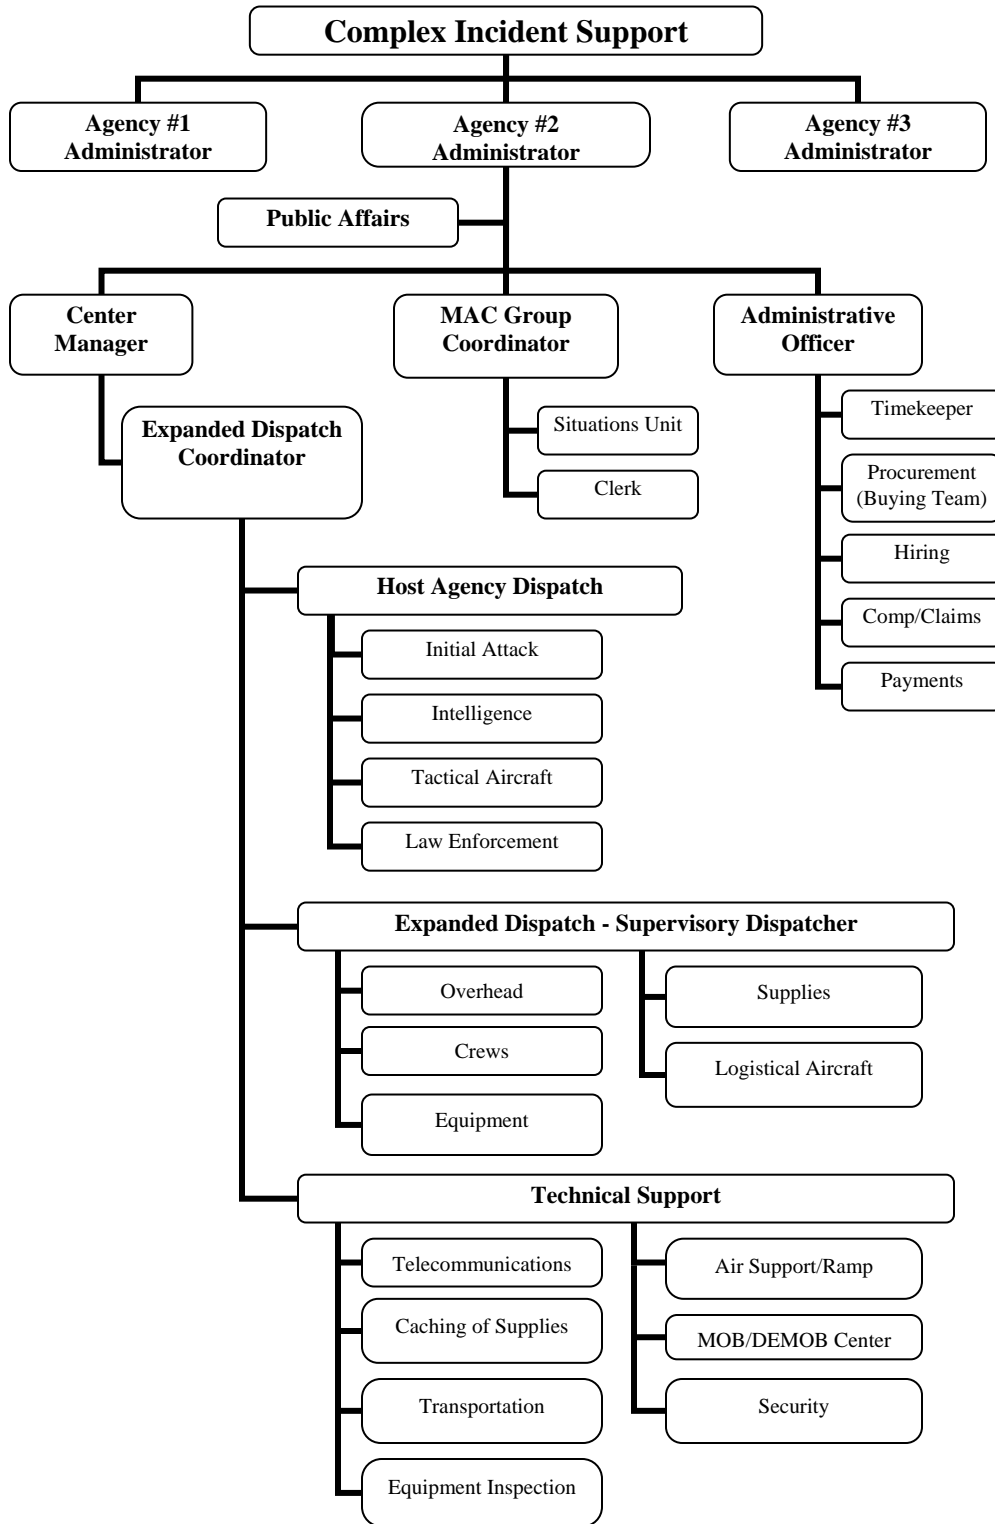 Complex Incident Support
Agency #1
Administrator
Agency #2
Administrator
Agency #3
Administrator
Public Affairs
Center
Manager
MAC Group
Coordinator
Administrative
Officer
Expanded Dispatch
Coordinator
Situations Unit
Clerk
Timekeeper
Procurement
(Buying Team)
Hiring
Comp/Claims
Payments
Host Agency Dispatch
Initial Attack
Intelligence
Tactical Aircraft
Law Enforcement
Expanded Dispatch - Supervisory Dispatcher
Overhead
Crews
Equipment
Supplies
Logistical Aircraft
Technical Support
Telecommunications
Caching of Supplies
Transportation
Equipment Inspection
Air Support/Ramp
MOB/DEMOB Center
Security